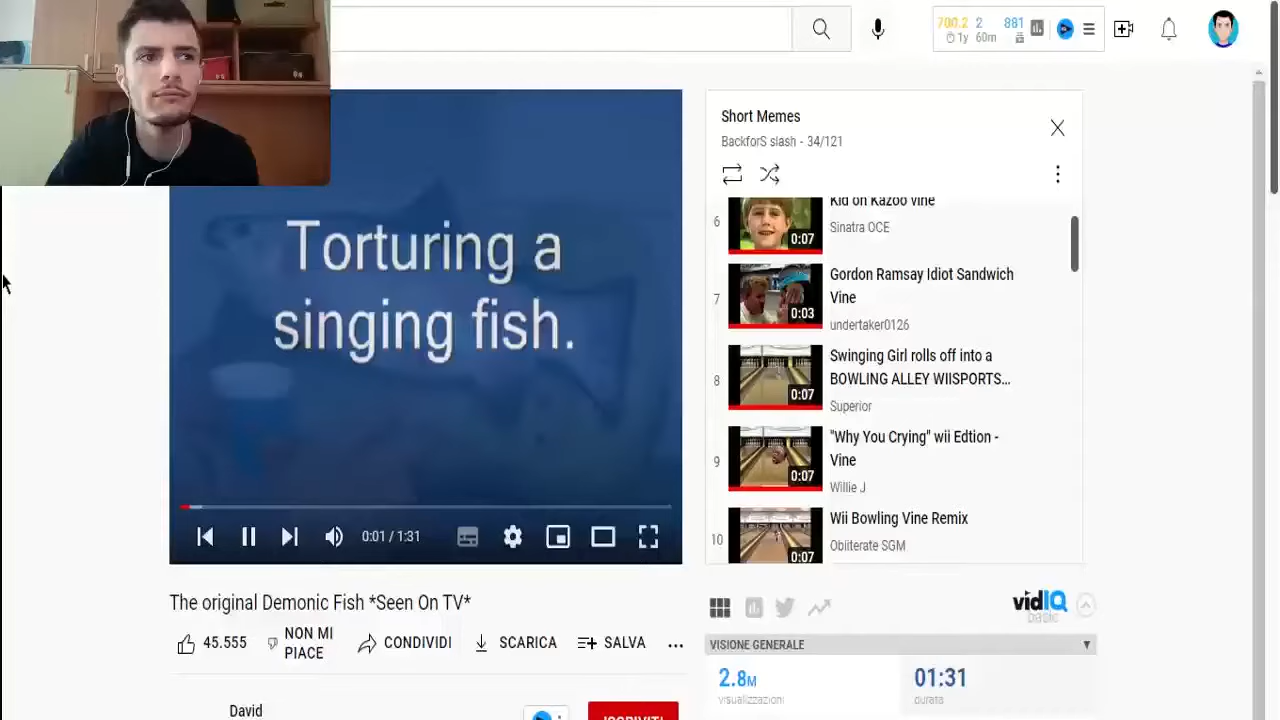 700.2 2 881
1y 60m
Torturing a
singing fish.
0:01 / 1:31
The original Demonic Fish *Seen On TV*
45.555
NON MI
PIACE
CONDIVIDI
SCARICA
SALVA
David
ISCRIVITI
Short Memes
BackforS slash - 34/121
6
Kid on Kazoo vine
Sinatra OCE
0:07
7
Gordon Ramsay Idiot Sandwich
Vine
undertaker0126
0:03
8
Swinging Girl rolls off into a
BOWLING ALLEY WIISPORTS...
Superior
0:07
9
"Why You Crying" wii Edtion -
Vine
Willie J
0:07
10
Wii Bowling Vine Remix
Obliterate SGM
0:07
vidIQ
basic
VISIONE GENERALE
2.8M
visualizzazioni
01:31
durata